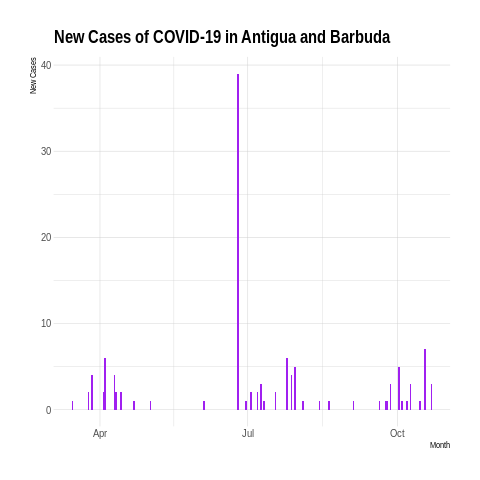 New Cases of COVID-19 in Antigua and Barbuda
New Cases
40
30
20
10
0
Apr Jul Oct
Month